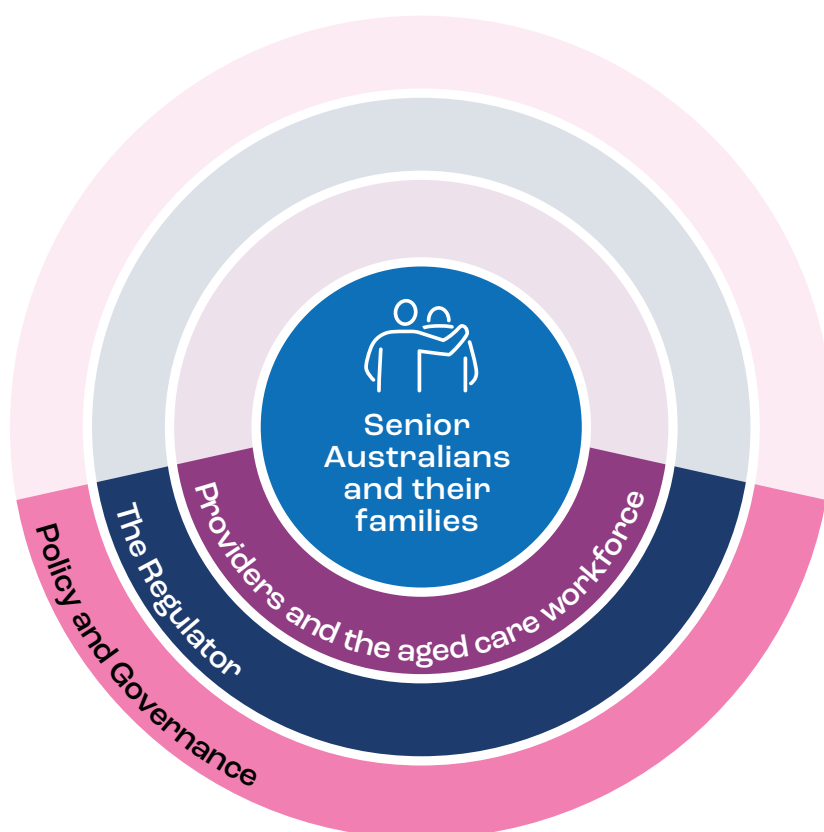 Senior
Australians
and their
families
Providers and the aged care workforce
The Regulator
Policy and Governance